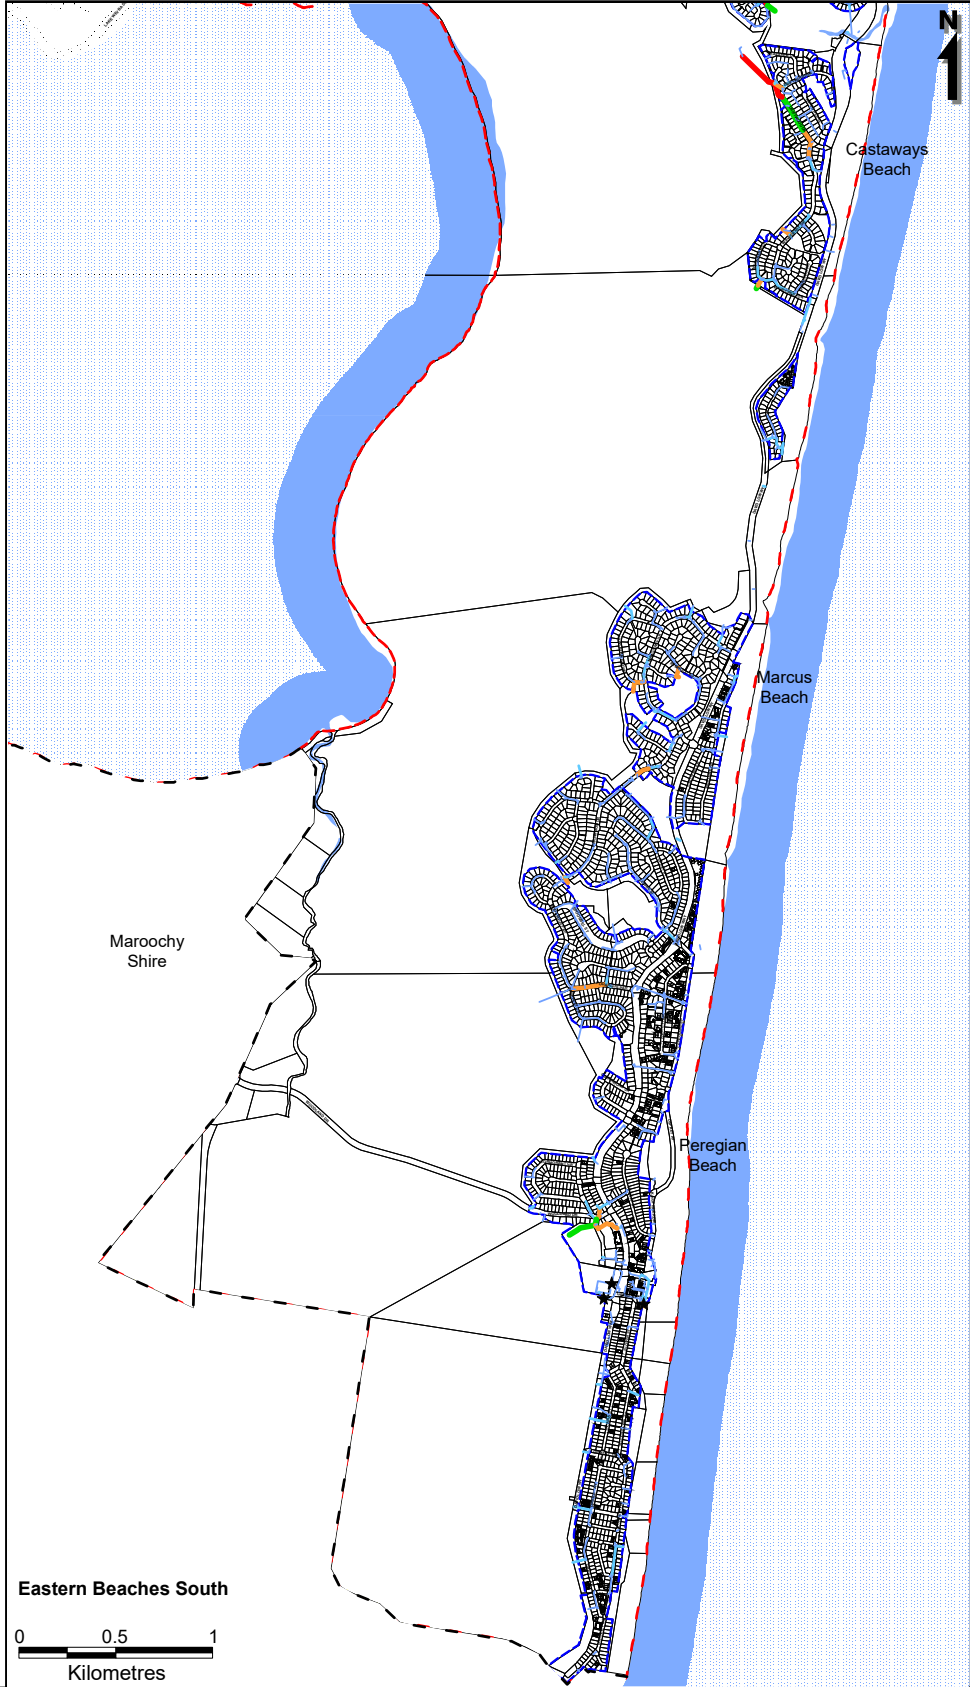 N
Castaways
Beach
Marcus
Beach
Maroochy
Shire
Peregian
Beach
Eastern Beaches South
0 0.5 1
Kilometres